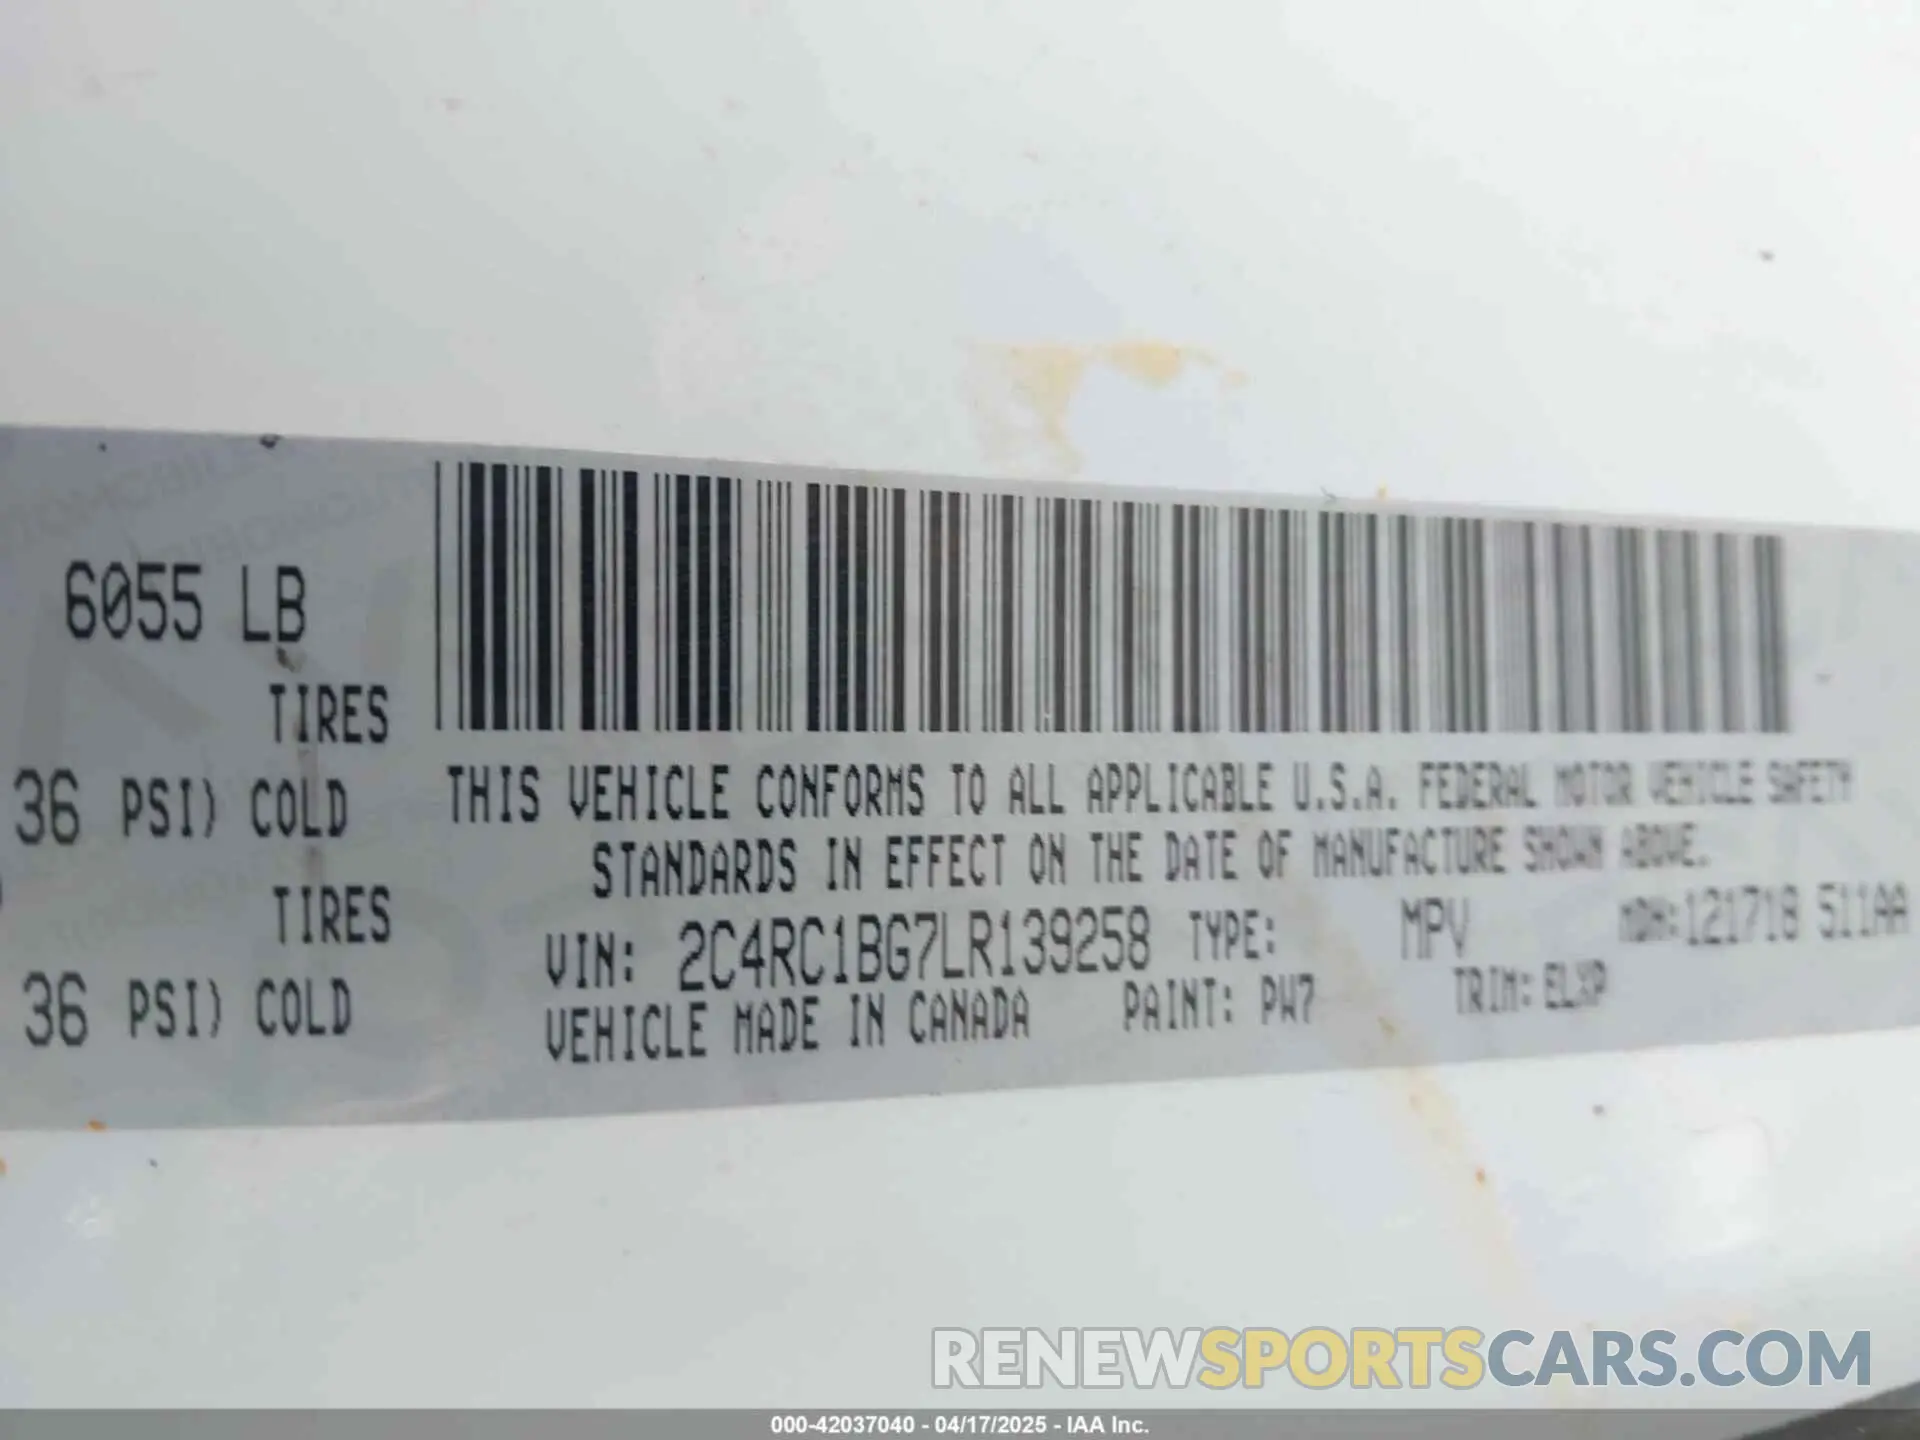 6055 LB
TIRES
36 PSI) COLD
TIRES
36 PSI) COLD
THIS VEHICLE CONFORMS TO ALL APPLICABLE U.S.A. FEDERAL MOTOR VEHICLE SAFETY
STANDARDS IN EFFECT ON THE DATE OF MANUFACTURE SHOWN ABOVE.
VIN: 2C4RC1BG7LR139258 TYPE: MPV MDH:121718 511AA
VEHICLE MADE IN CANADA PAINT: PW7 TRIM: ELXP
RENEWSPORTSCARS.COM
000-42037040 - 04/17/2025 - IAA Inc.